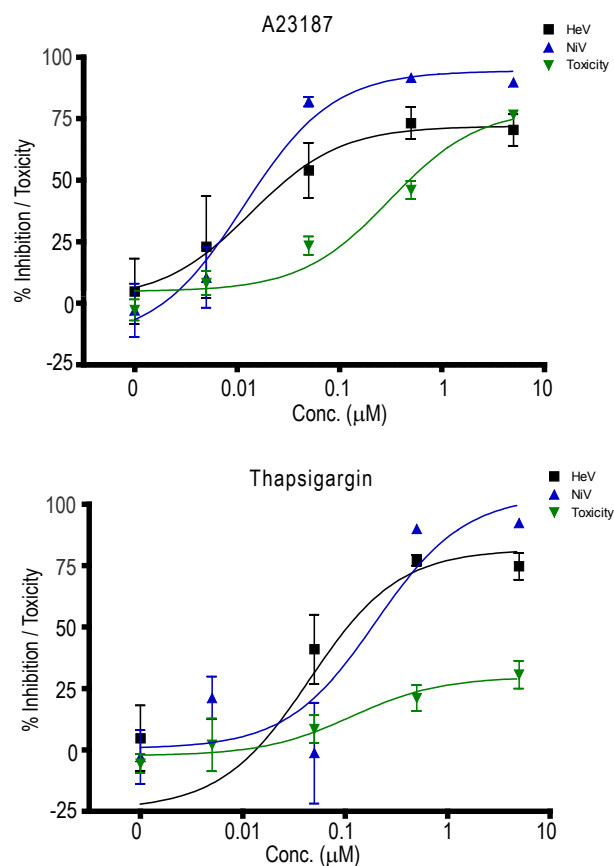 A23187
HeV
NiV
Toxicity
% Inhibition / Toxicity
100
75
50
25
0
-25
0 0.01 0.1 1 10
Conc. (μM)
Thapsigargin
HeV
NiV
Toxicity
% Inhibition / Toxicity
100
75
50
25
0
-25
0 0.01 0.1 1 10
Conc. (μM)